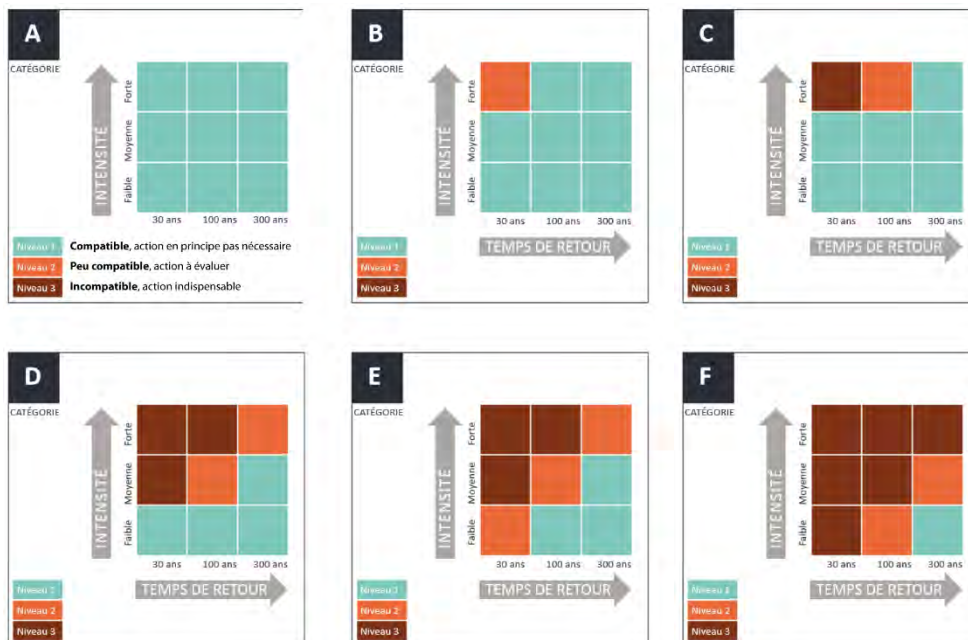 A
CATÉGORIE
INTENSITÉ
Forte
Moyenne
Faible
30 ans 100 ans 300 ans
Niveau 1 Compatible, action en principe pas nécessaire
Niveau 2 Peu compatible, action à évaluer
Niveau 3 Incompatible, action indispensable
B
CATÉGORIE
INTENSITÉ
Forte
Moyenne
Faible
30 ans 100 ans 300 ans
TEMPS DE RETOUR
Niveau 1
Niveau 2
Niveau 3
C
CATÉGORIE
INTENSITÉ
Forte
Moyenne
Faible
30 ans 100 ans 300 ans
TEMPS DE RETOUR
Niveau 1
Niveau 2
Niveau 3
D
CATÉGORIE
INTENSITÉ
Forte
Moyenne
Faible
30 ans 100 ans 300 ans
TEMPS DE RETOUR
Niveau 1
Niveau 2
Niveau 3
E
CATÉGORIE
INTENSITÉ
Forte
Moyenne
Faible
30 ans 100 ans 300 ans
TEMPS DE RETOUR
Niveau 1
Niveau 2
Niveau 3
F
CATÉGORIE
INTENSITÉ
Forte
Moyenne
Faible
30 ans 100 ans 300 ans
TEMPS DE RETOUR
Niveau 1
Niveau 2
Niveau 3